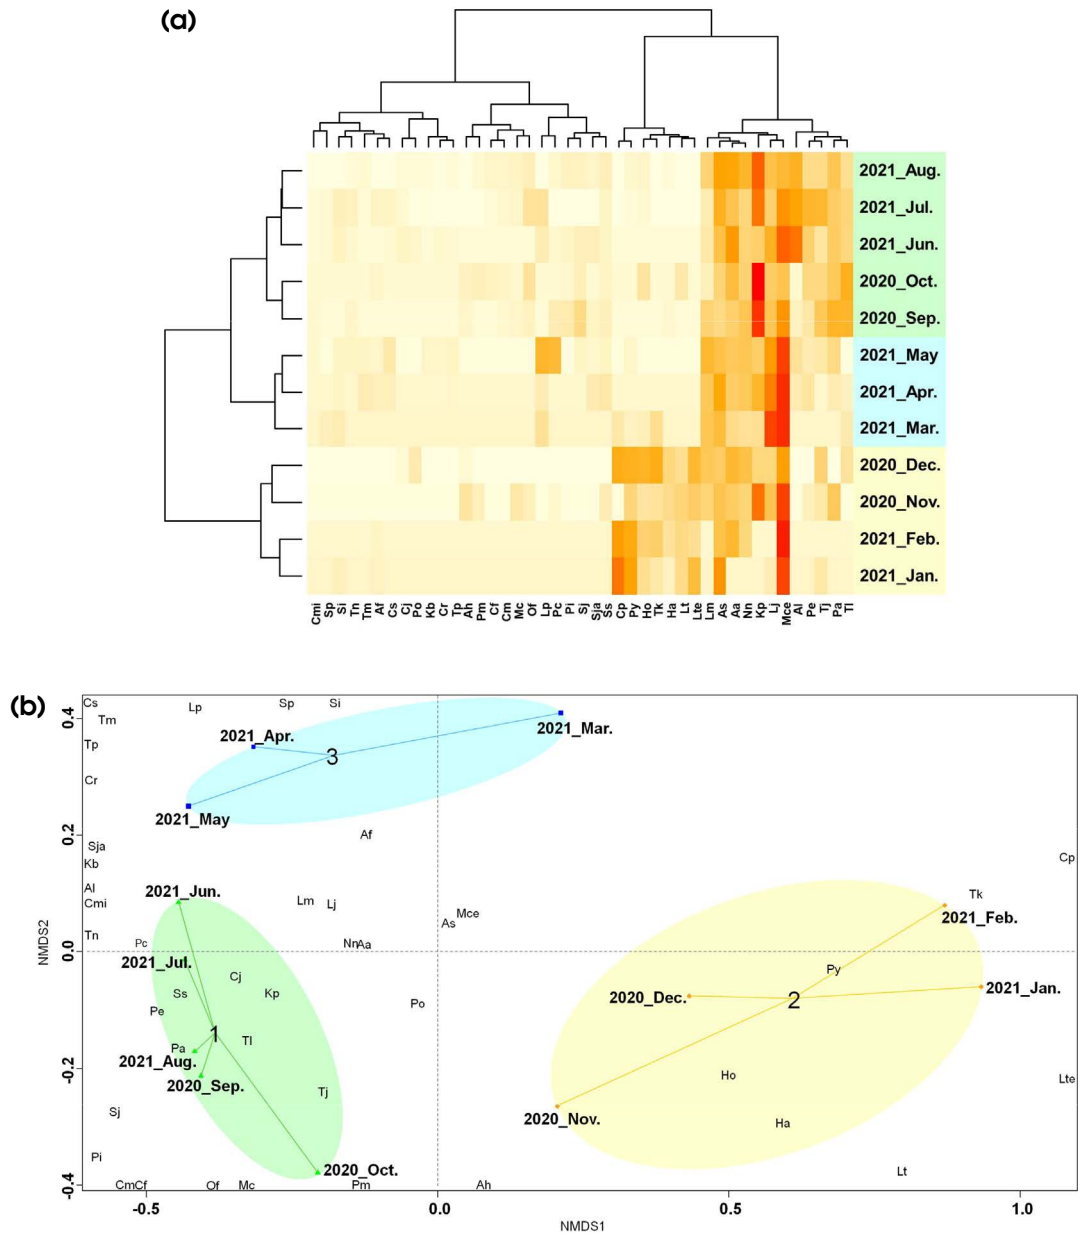 (a)
2021_Aug.
2021_Jul.
2021_Jun.
2020_Oct.
2020_Sep.
2021_May
2021_Apr.
2021_Mar.
2020_Dec.
2020_Nov.
2021_Feb.
2021_Jan.
Cmi Sp Si Tn Tm Af Cs Cj Po Kb Cr Tp Ah Pm Cf Cm Mc Of Lp Pc Pi Sj Sja Ss Cp Py Ho Tk Ha Lt Lte Lm As Aa Nn Kp Lj Mce Al Pe Tj Pa Tl
(b)
Cs Lp Sp Si
0.4 Tm
2021_Apr. 2021_Mar.
Tp 3
Cr
2021_May
0.2 Af
Sja
Kb Cp
Al 2021_Jun. Tk
Cmi Lm Lj Mce 2021_Feb.
As
Tn Pc Nn Aa
NMDS2 0.0
2021_Jul. Cj Py
Ss Kp 2020_Dec. 2 2021_Jan.
Pe Po
1 Tl
Pa
2021_Aug.
-0.2 2020_Sep. Ho Lte
Tj
Sj 2020_Nov. Ha
Pi 2020_Oct. Lt
-0.4 Cm Cf Of Mc Pm Ah
-0.5 0.0 0.5 1.0
NMDS1